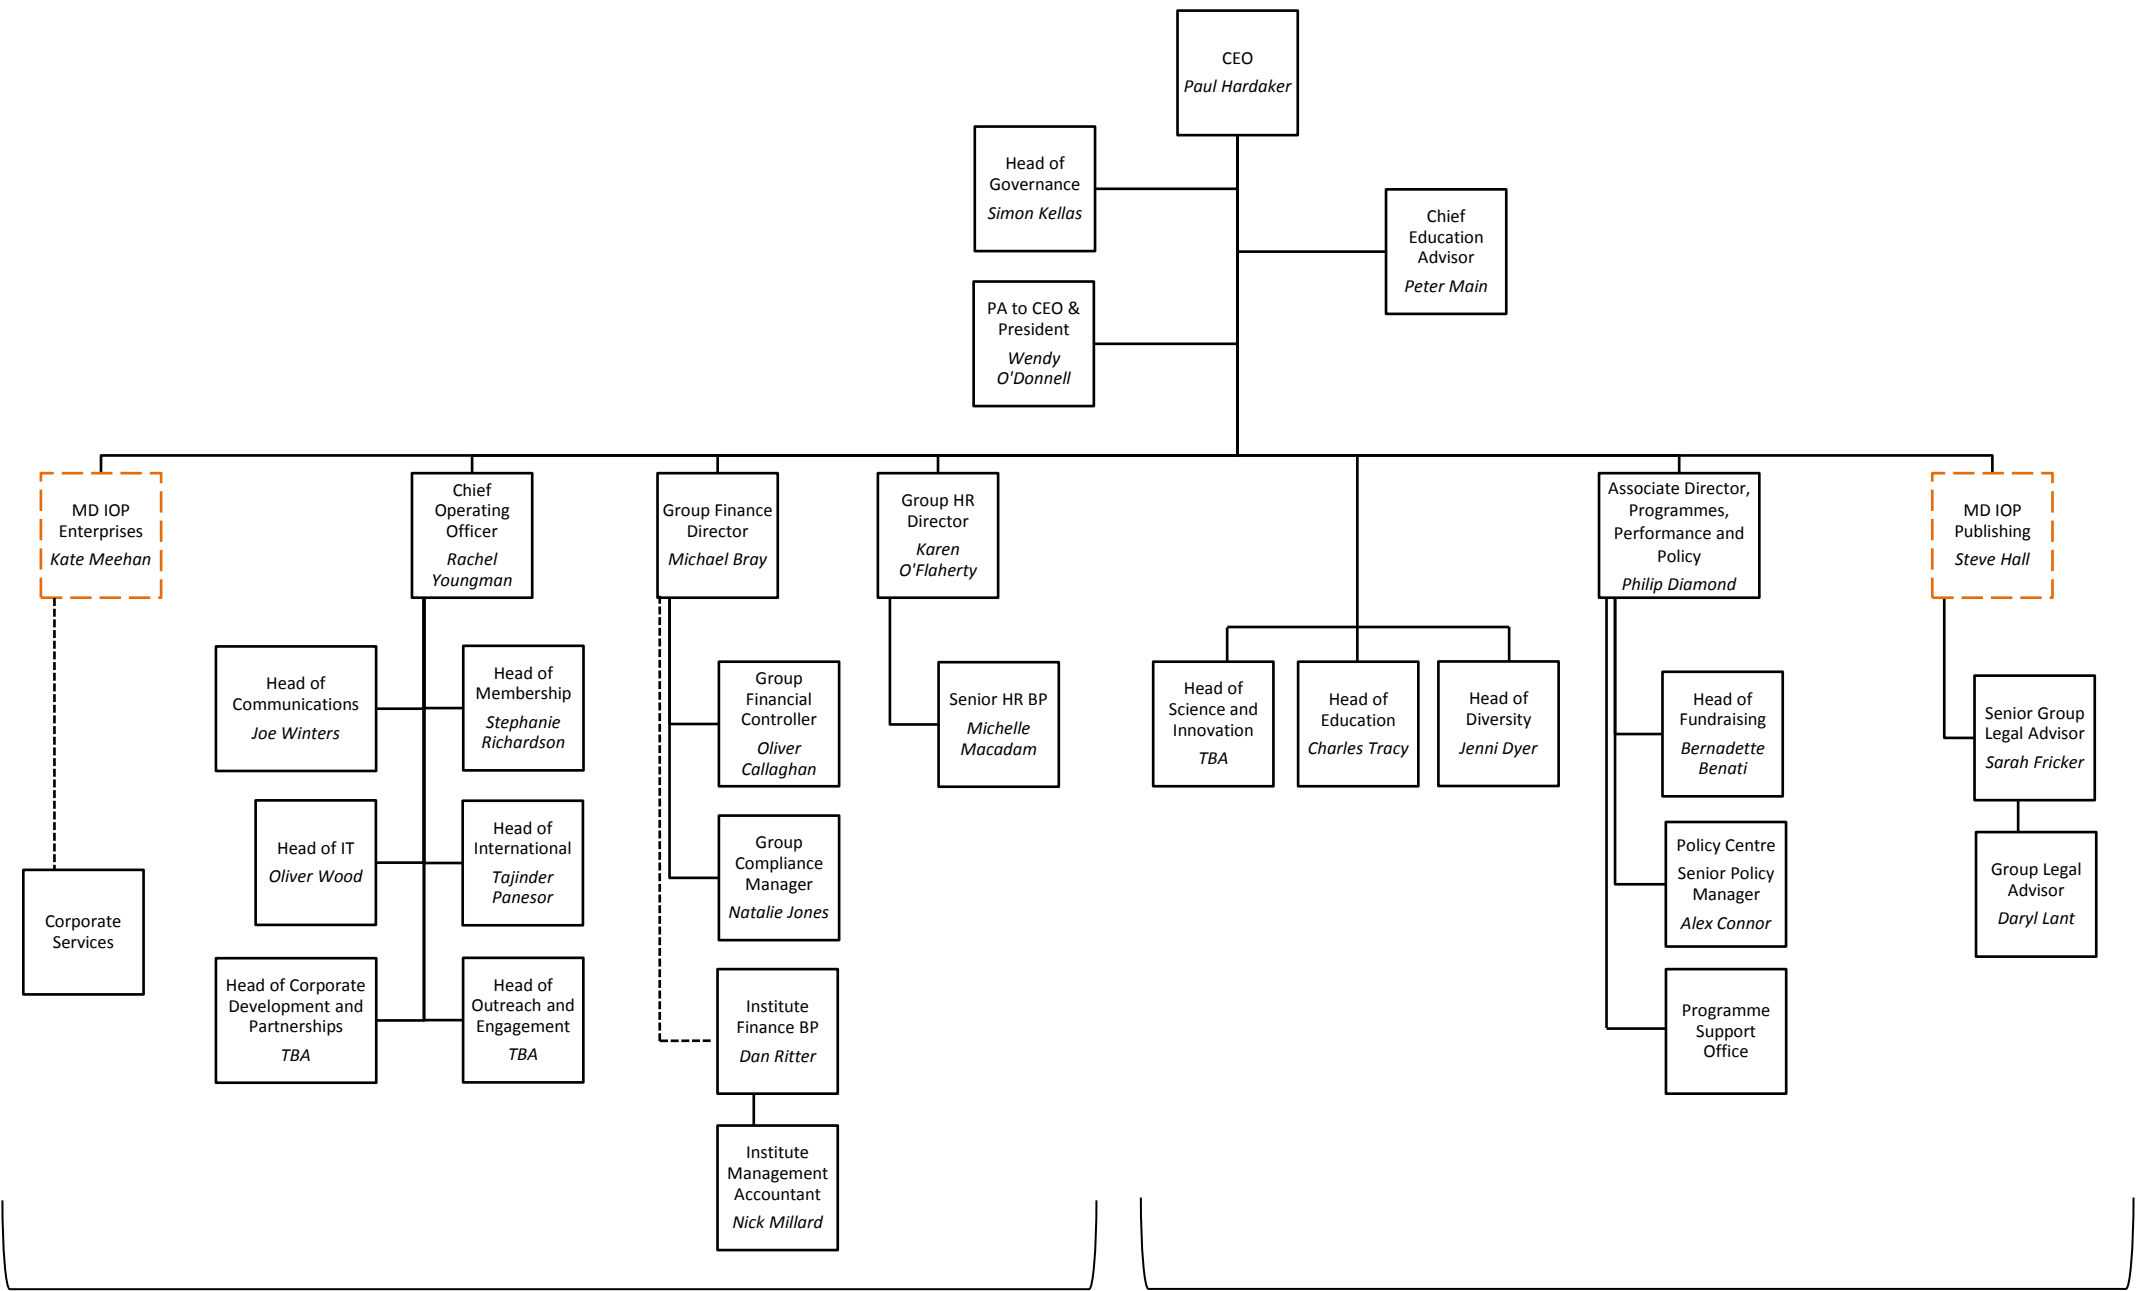 CEO
Paul Hardaker
Head of
Governance
Simon Kellas
Chief
Education
Advisor
Peter Main
PA to CEO &
President
Wendy
O'Donnell
MD IOP
Enterprises
Kate Meehan
Chief
Operating
Officer
Rachel
Youngman
Group Finance
Director
Michael Bray
Group HR
Director
Karen
O'Flaherty
Associate Director,
Programmes,
Performance and
Policy
Philip Diamond
MD IOP
Publishing
Steve Hall
Head of
Communications
Joe Winters
Head of
Membership
Stephanie
Richardson
Group
Financial
Controller
Oliver
Callaghan
Senior HR BP
Michelle
Macadam
Head of
Science and
Innovation
TBA
Head of
Education
Charles Tracy
Head of
Diversity
Jenni Dyer
Head of
Fundraising
Bernadette
Benati
Senior Group
Legal Advisor
Sarah Fricker
Head of IT
Oliver Wood
Head of
International
Tajinder
Panesor
Group
Compliance
Manager
Natalie Jones
Policy Centre
Senior Policy
Manager
Alex Connor
Group Legal
Advisor
Daryl Lant
Corporate
Services
Head of Corporate
Development and
Partnerships
TBA
Head of
Outreach and
Engagement
TBA
Institute
Finance BP
Dan Ritter
Programme
Support
Office
Institute
Management
Accountant
Nick Millard